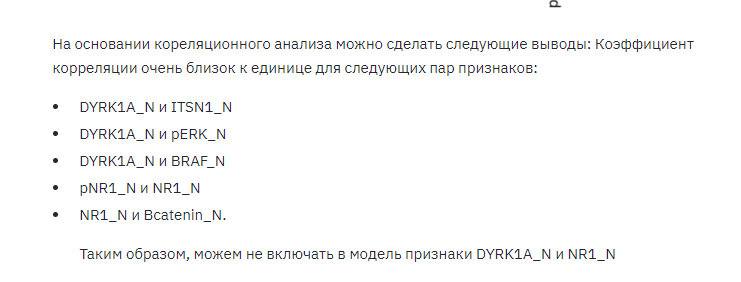 На основании кореляционного анализа можно сделать следующие выводы: Коэффициент
корреляции очень близок к единице для следующих пар признаков:
• DYRK1A_N и ITSN1_N
• DYRK1A_N и pERK_N
• DYRK1A_N и BRAF_N
• pNR1_N и NR1_N
• NR1_N и Bcatenin_N.
Таким образом, можем не включать в модель признаки DYRK1A_N и NR1_N